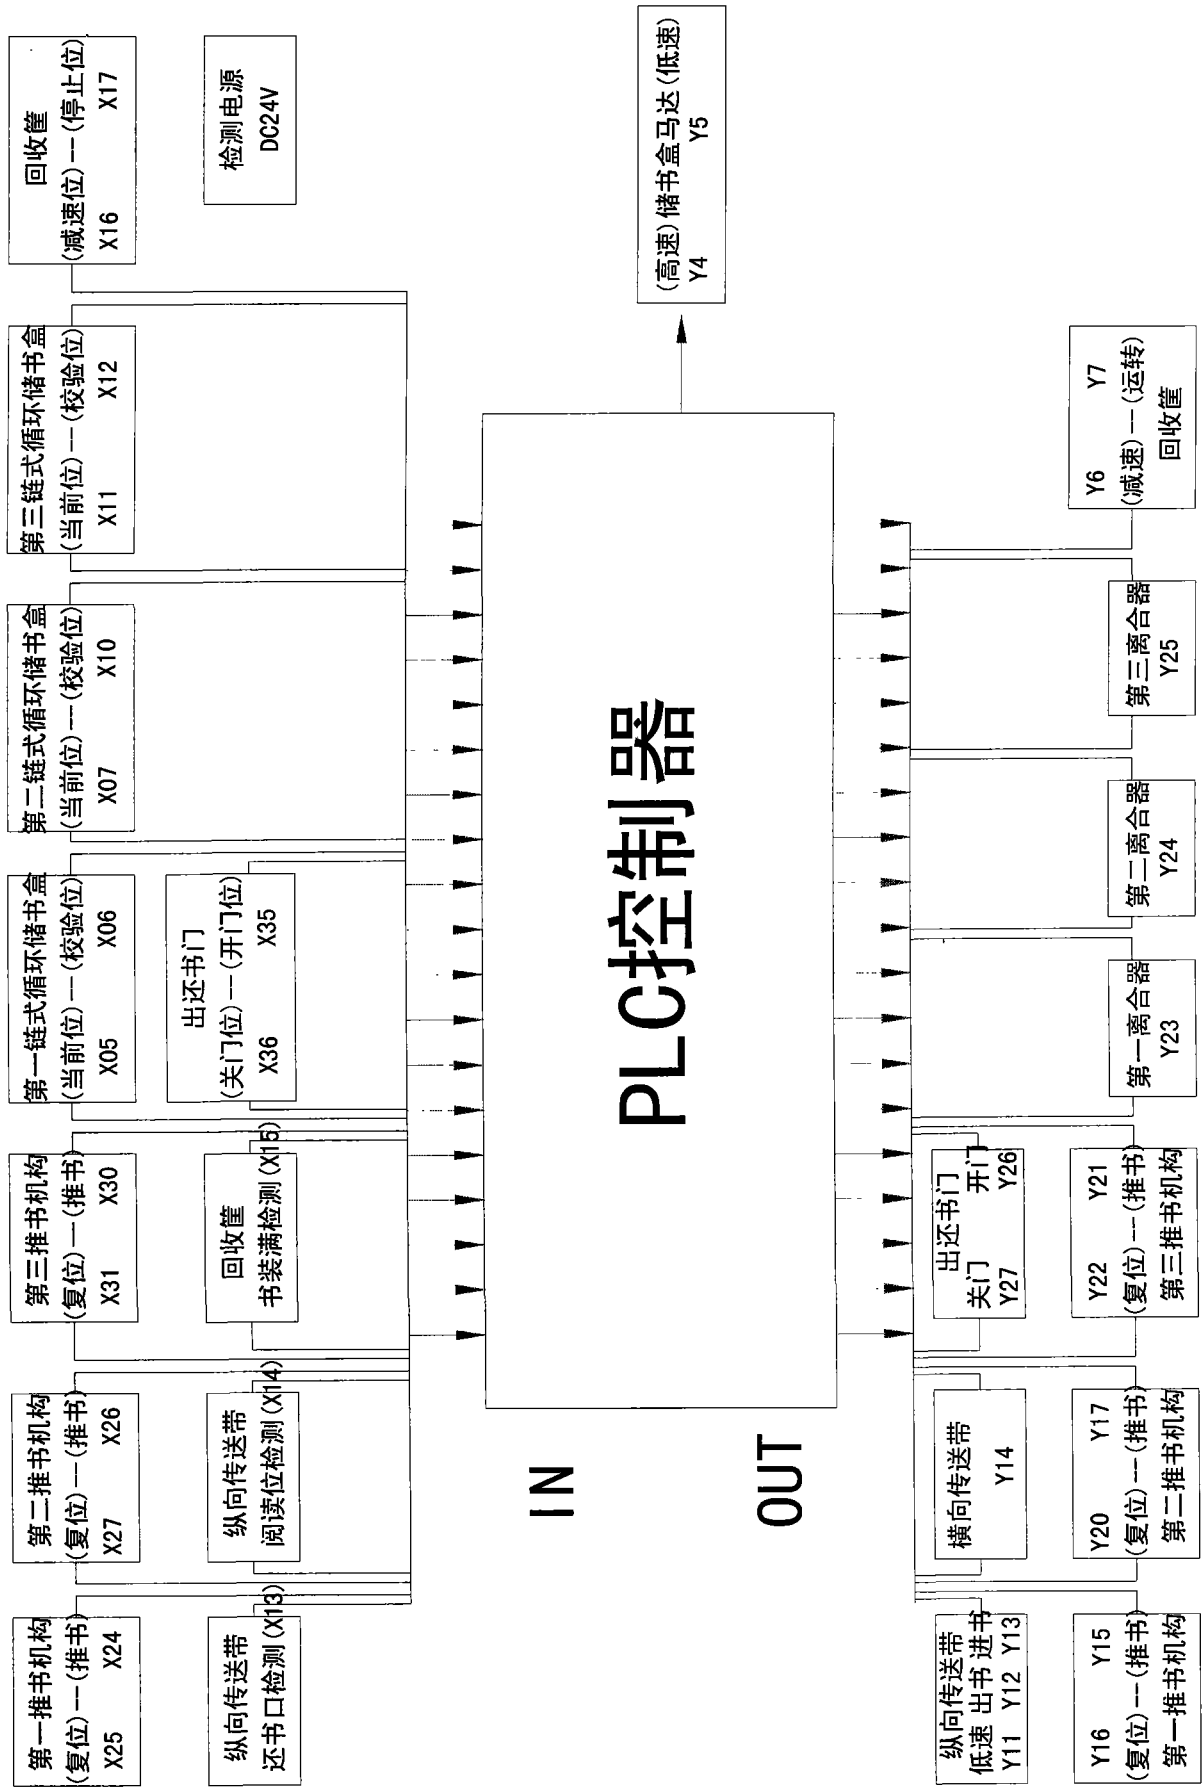 第一推书机构
(复位)--(推书)
X25 X24
第二推书机构
(复位)--(推书)
X27 X26
第三推书机构
(复位)--(推书)
X31 X30
第一链式循环储书盒
(当前位)--(校验位)
X05 X06
第二链式循环储书盒
(当前位)--(校验位)
X07 X10
第三链式循环储书盒
(当前位)--(校验位)
X11 X12
回收筐
(减速位)--(停止位)
X16 X17
纵向传送带
还书口检测(X13)
纵向传送带
阅读位检测(X14)
回收筐
书装满检测(X15)
出还书门
(关门位)--(开门位)
X36 X35
检测电源
DC24V
IN
PLC控制器
OUT
(高速)储书盒马达(低速)
Y4 Y5
纵向传送带
低速 出书 进书
Y11 Y12 Y13
横向传送带
Y14
出还书门
关门 开门
Y27 Y26
Y16 Y15
(复位)--(推书)
第一推书机构
Y20 Y17
(复位)--(推书)
第二推书机构
Y22 Y21
(复位)--(推书)
第三推书机构
第一离合器
Y23
第二离合器
Y24
第三离合器
Y25
Y6 Y7
(减速)--(运转)
回收筐